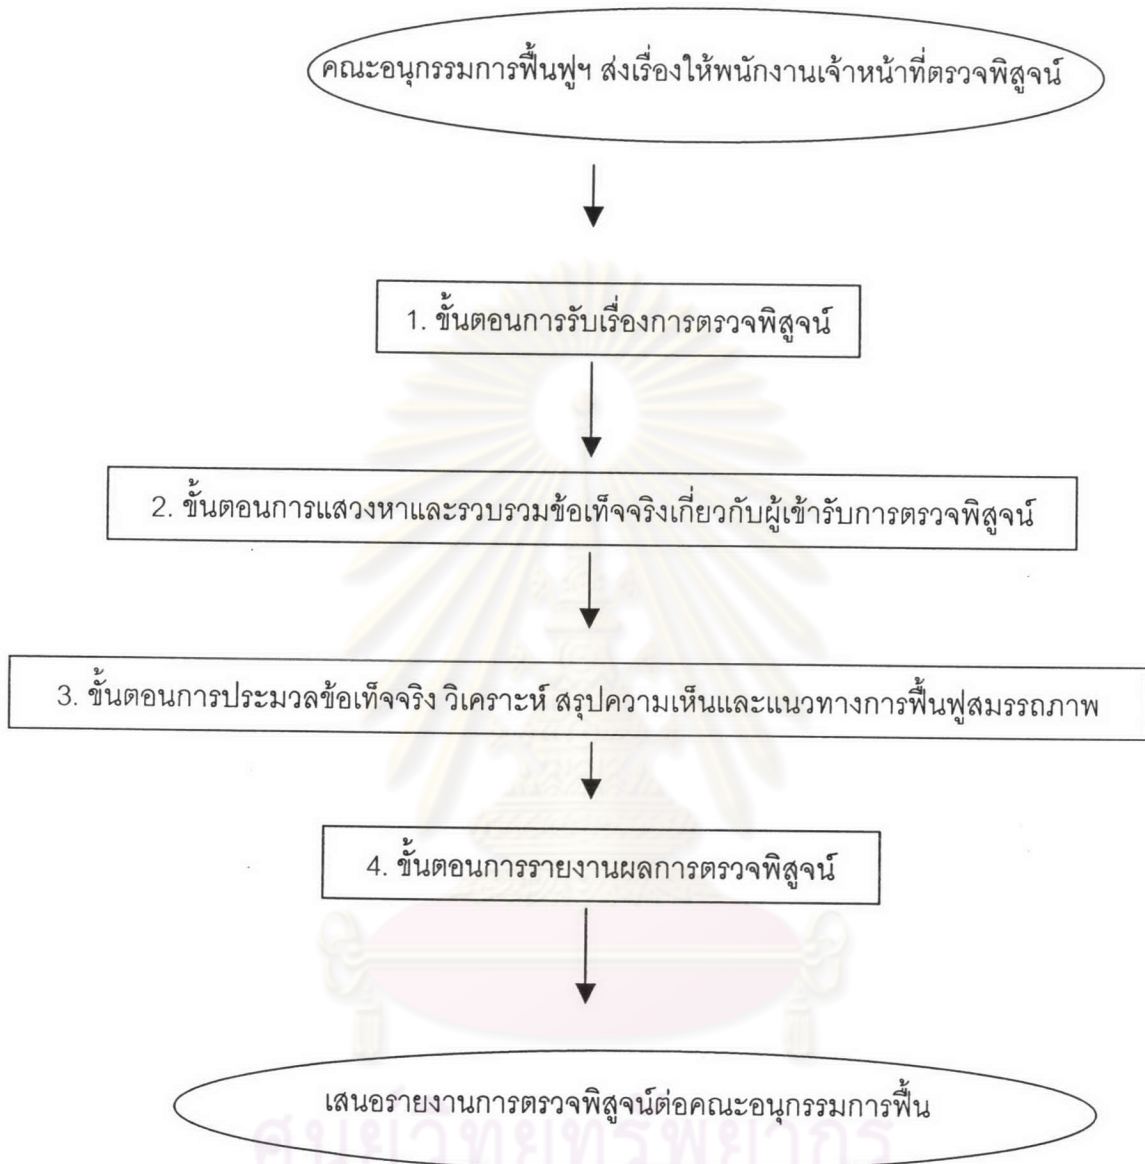 คณะอนุกรรมการฟื้นฟูฯ ส่งเรื่องให้พนักงานเจ้าหน้าที่ตรวจพิสูจน์
1. ขั้นตอนการรับเรื่องการตรวจพิสูจน์
2. ขั้นตอนการแสวงหาและรวบรวมข้อเท็จจริงเกี่ยวกับผู้เข้ารับการตรวจพิสูจน์
3. ขั้นตอนการประมวลข้อเท็จจริง วิเคราะห์ สรุปความเห็นและแนวทางการฟื้นฟูสมรรถภาพ
4. ขั้นตอนการรายงานผลการตรวจพิสูจน์
เสนอรายงานการตรวจพิสูจน์ต่อคณะอนุกรรมการฟื้น
ศูนย์วิทยทรัพยากร